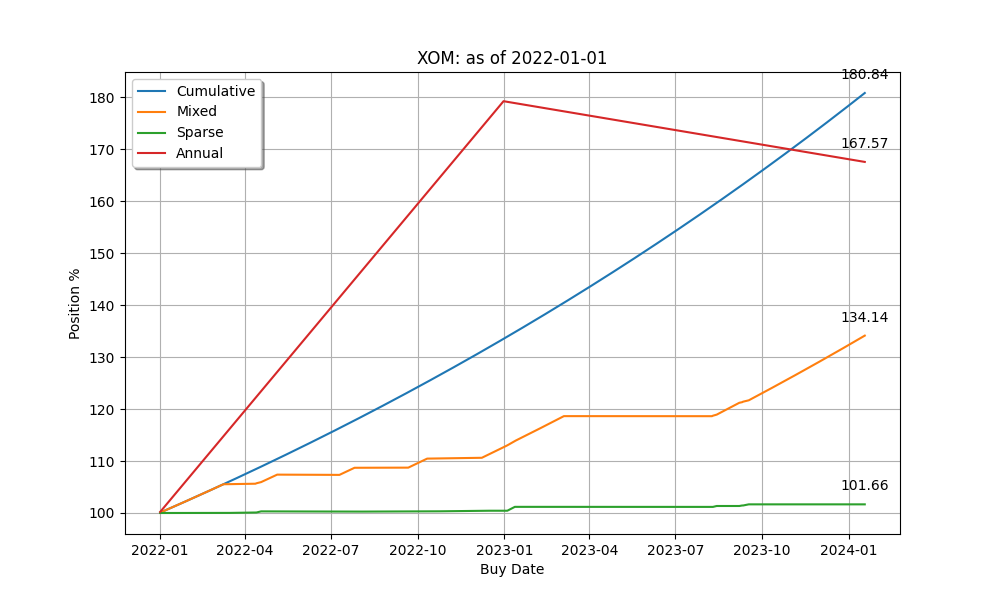 XOM: as of 2022-01-01
180.84
180
Cumulative
Mixed
Sparse
Annual
170
167.57
160
150
140
134.14
130
120
110
101.66
100
Position %
2022-01 2022-04 2022-07 2022-10 2023-01 2023-04 2023-07 2023-10 2024-01
Buy Date